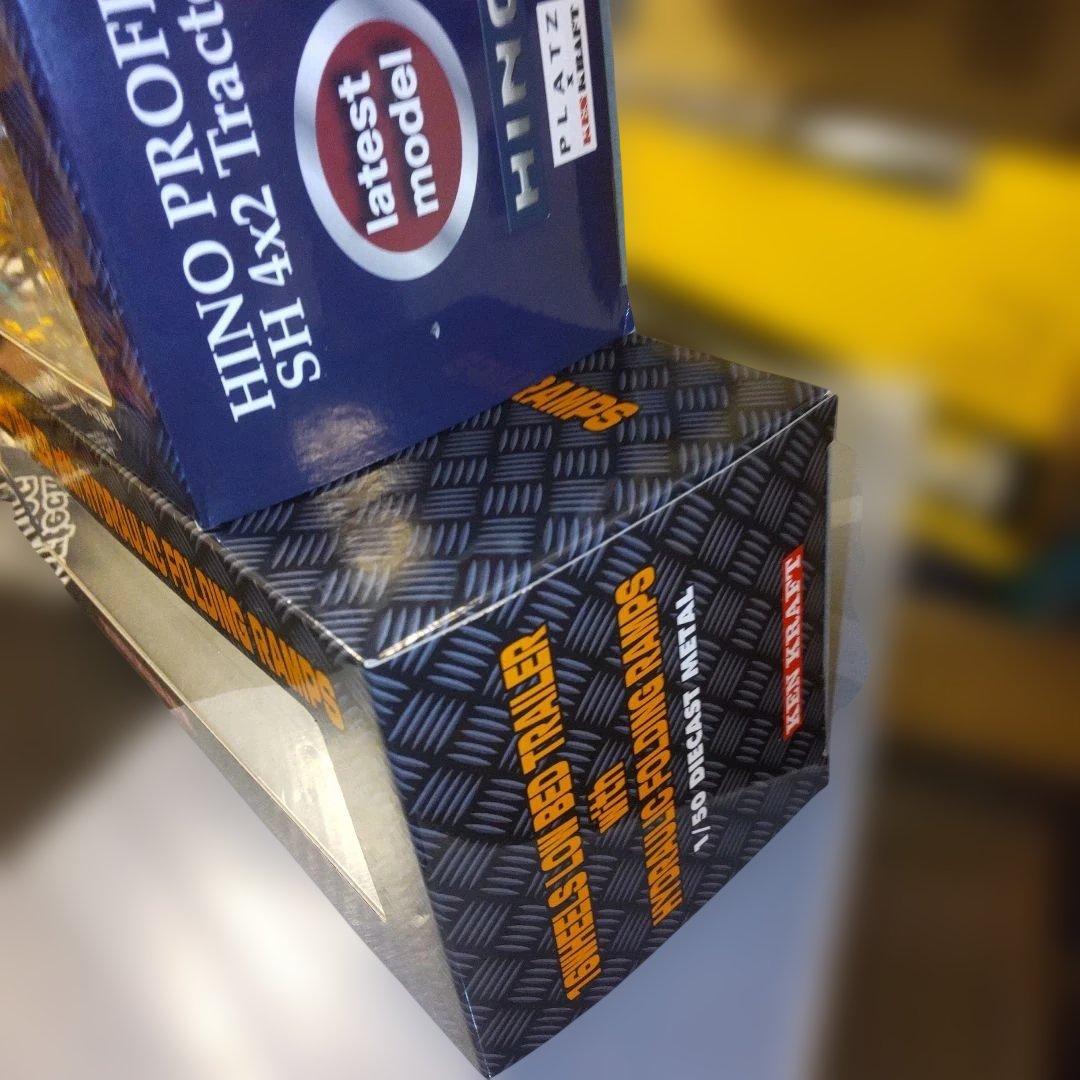 HINO PROFI
SH 4x2 Tract
latest
model
HINO
PLATZ
x
KEN KRAFT
RAMPS
HYDRAULIC FOLDING RAMPS
16WHEELS LOW BED TRAILER
with
HYDRAULIC FOLDING RAMPS
1/50 DIECAST METAL
KEN KRAFT